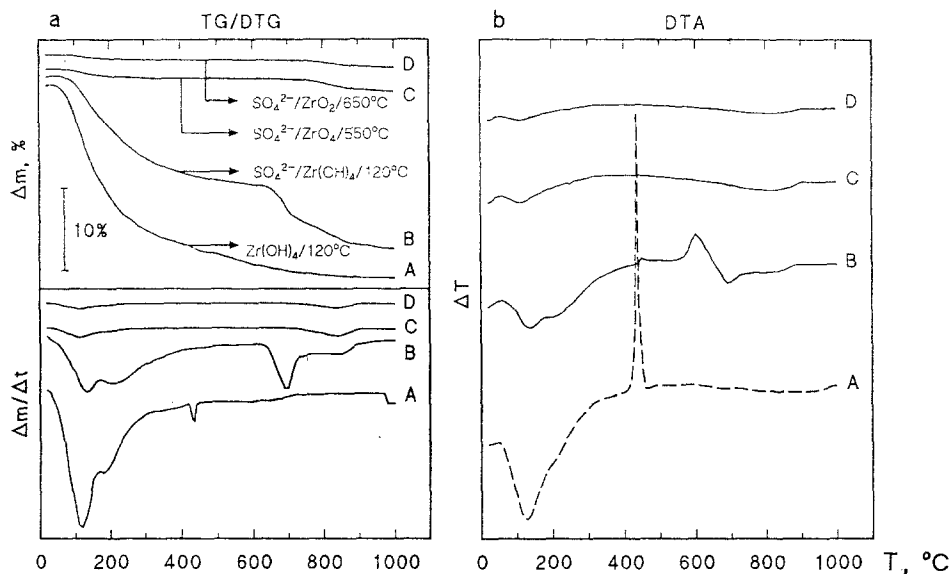 a
TG/DTG
b
DTA
D
C
SO₄²⁻/ZrO₂/650°C
SO₄²⁻/ZrO₄/550°C
SO₄²⁻/Zr(CH)₄/120°C
Δm, %
10%
Zr(OH)₄/120°C
B
A
D
C
B
A
Δm/Δt
D
C
B
A
ΔT
0 200 400 600 800 1000
0 200 400 600 800 1000
T, °C